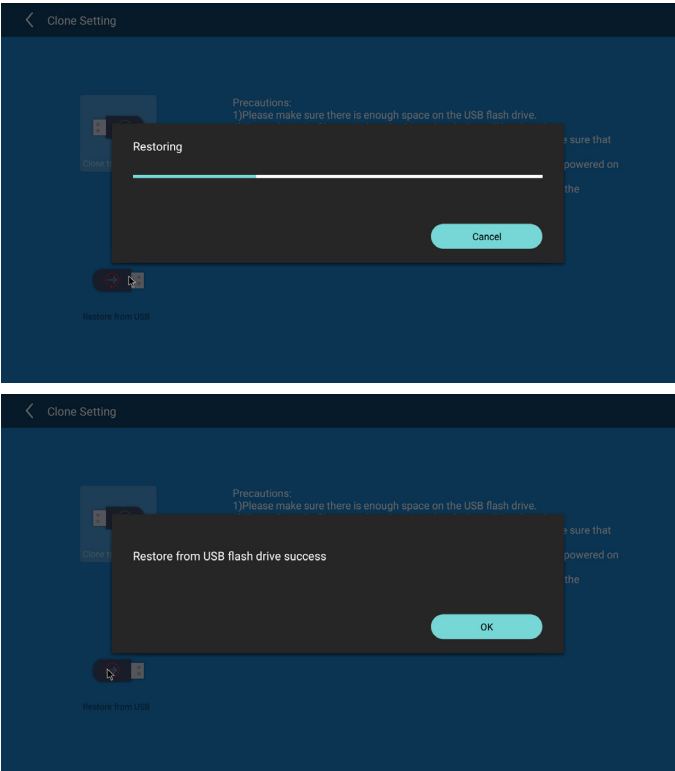 Clone Setting
Precautions:
1)Please make sure there is enough space on the USB flash drive.
sure that
Restoring
Clone
powered on
the
Cancel
Restore from USB
Clone Setting
Precautions:
1)Please make sure there is enough space on the USB flash drive.
sure that
Restore from USB flash drive success
Clone
powered on
the
OK
Restore from USB